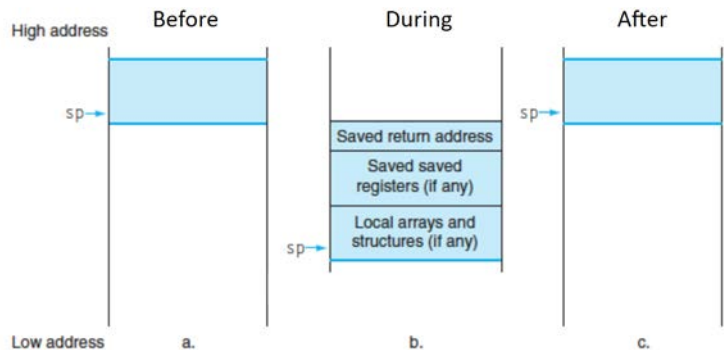 Before
During
After
High address
sp
sp
Saved return address
Saved saved
registers (if any)
Local arrays and
structures (if any)
sp
Low address
a.
b.
c.